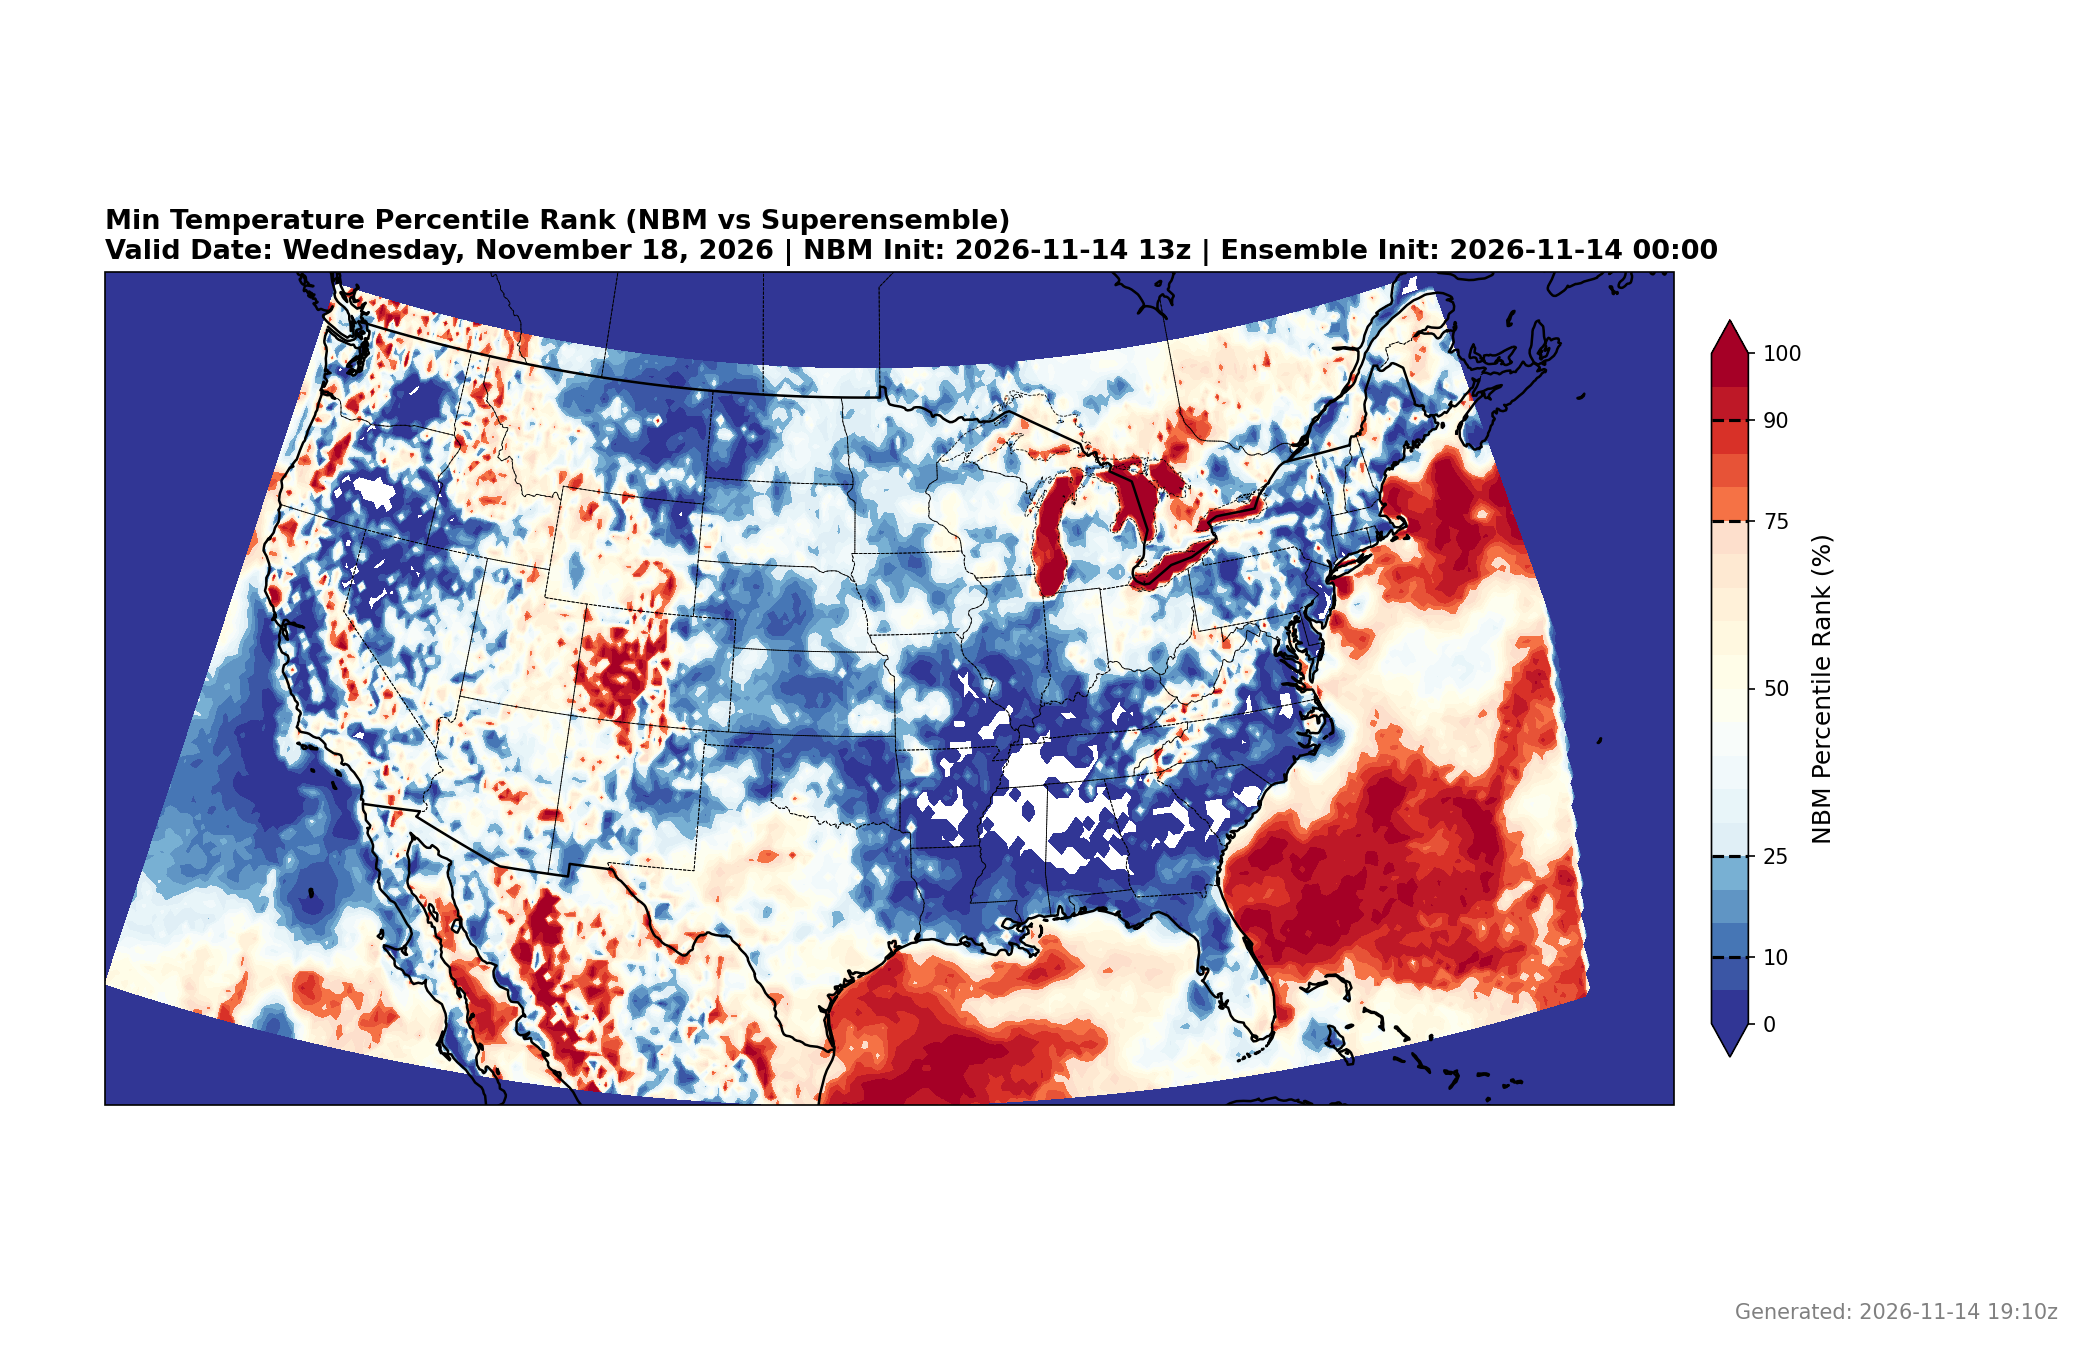 Min Temperature Percentile Rank (NBM vs Superensemble)
Valid Date: Wednesday, November 18, 2026 | NBM Init: 2026-11-14 13z | Ensemble Init: 2026-11-14 00:00
100
90
75
50
25
10
0
NBM Percentile Rank (%)
Generated: 2026-11-14 19:10z